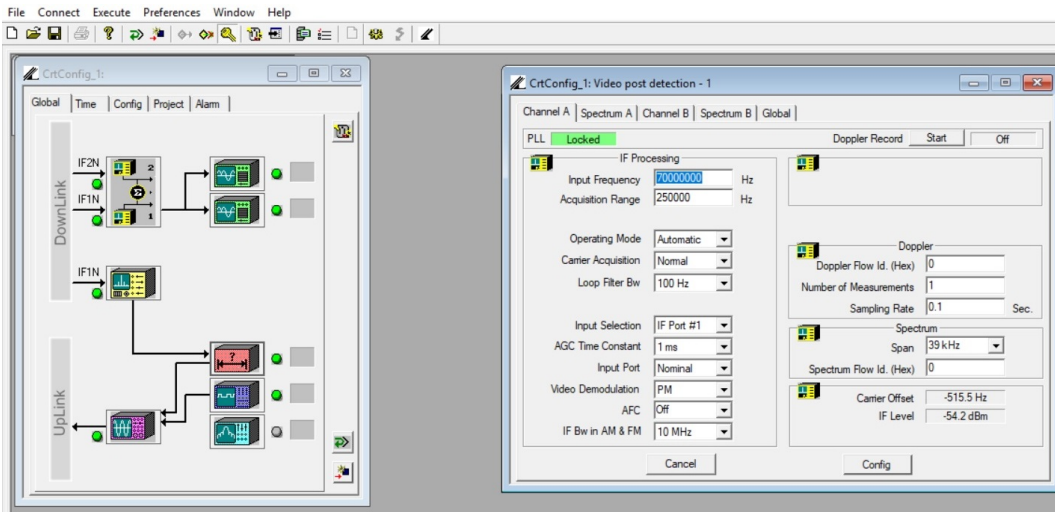 File Connect Execute Preferences Window Help
CrtConfig_1:
Global Time Config Project Alarm
DownLink
IF2N
IF1N
2
1
IF1N
?
UpLink
CrtConfig_1: Video post detection - 1
Channel A Spectrum A Channel B Spectrum B Global
PLL Locked Doppler Record Start Off
IF Processing
Input Frequency 70000000 Hz
Acquisition Range 250000 Hz
Operating Mode Automatic
Carrier Acquisition Normal
Loop Filter Bw 100 Hz
Input Selection IF Port #1
AGC Time Constant 1 ms
Input Port Nominal
Video Demodulation PM
AFC Off
IF Bw in AM & FM 10 MHz
Doppler
Doppler Flow Id. (Hex) 0
Number of Measurements 1
Sampling Rate 0.1 Sec.
Spectrum
Span 39 kHz
Spectrum Flow Id. (Hex) 0
Carrier Offset -515.5 Hz
IF Level -54.2 dBm
Cancel Config